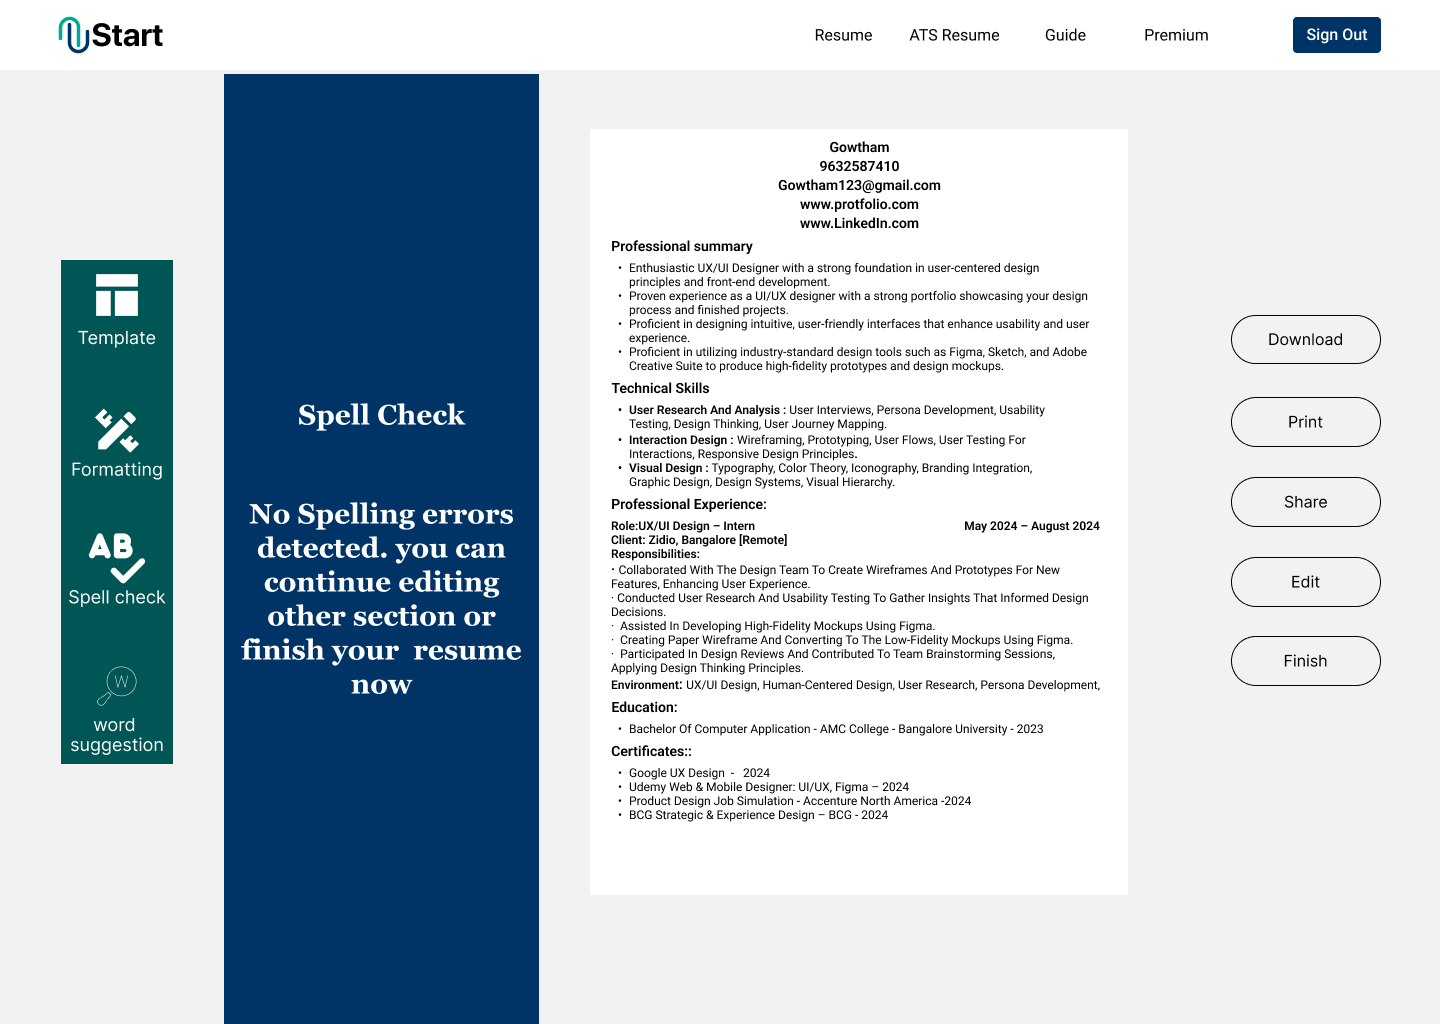 Start
Resume ATS Resume Guide Premium Sign Out
Template
Formatting
AB
Spell check
W
word
suggestion
Spell Check
No Spelling errors
detected. you can
continue editing
other section or
finish your  resume
now
Gowtham
9632587410
Gowtham123@gmail.com
www.protfolio.com
www.LinkedIn.com
Professional summary
• Enthusiastic UX/UI Designer with a strong foundation in user-centered design
principles and front-end development.
• Proven experience as a UI/UX designer with a strong portfolio showcasing your design
process and finished projects.
• Proficient in designing intuitive, user-friendly interfaces that enhance usability and user
experience.
• Proficient in utilizing industry-standard design tools such as Figma, Sketch, and Adobe
Creative Suite to produce high-fidelity prototypes and design mockups.
Technical Skills
• User Research And Analysis : User Interviews, Persona Development, Usability
Testing, Design Thinking, User Journey Mapping.
• Interaction Design : Wireframing, Prototyping, User Flows, User Testing For
Interactions, Responsive Design Principles.
• Visual Design : Typography, Color Theory, Iconography, Branding Integration,
Graphic Design, Design Systems, Visual Hierarchy.
Professional Experience:
Role:UX/UI Design – Intern May 2024 – August 2024
Client: Zidio, Bangalore [Remote]
Responsibilities:
· Collaborated With The Design Team To Create Wireframes And Prototypes For New
Features, Enhancing User Experience.
· Conducted User Research And Usability Testing To Gather Insights That Informed Design
Decisions.
·  Assisted In Developing High-Fidelity Mockups Using Figma.
·  Creating Paper Wireframe And Converting To The Low-Fidelity Mockups Using Figma.
·  Participated In Design Reviews And Contributed To Team Brainstorming Sessions,
Applying Design Thinking Principles.
Environment: UX/UI Design, Human-Centered Design, User Research, Persona Development,
Education:
• Bachelor Of Computer Application - AMC College - Bangalore University - 2023
Certificates::
• Google UX Design  -   2024
• Udemy Web & Mobile Designer: UI/UX, Figma – 2024
• Product Design Job Simulation - Accenture North America -2024
• BCG Strategic & Experience Design – BCG - 2024
Download
Print
Share
Edit
Finish